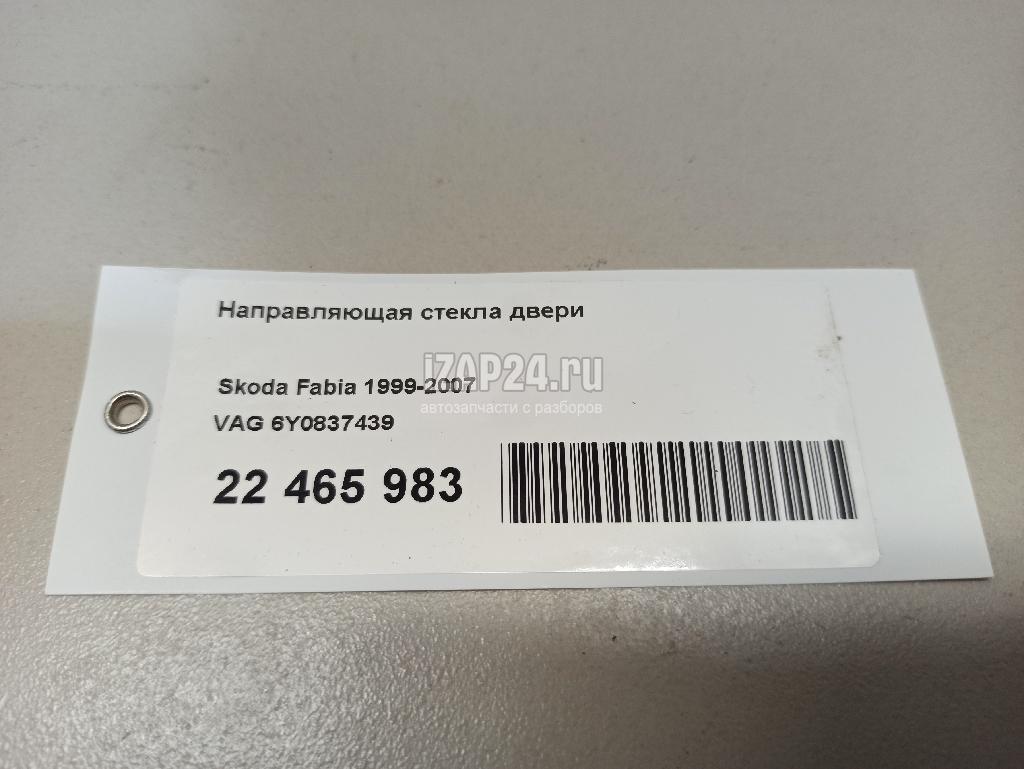 Направляющая стекла двери
iZAP24.ru
Skoda Fabia 1999-2007
автозапчасти с разборов
VAG 6Y0837439
22 465 983